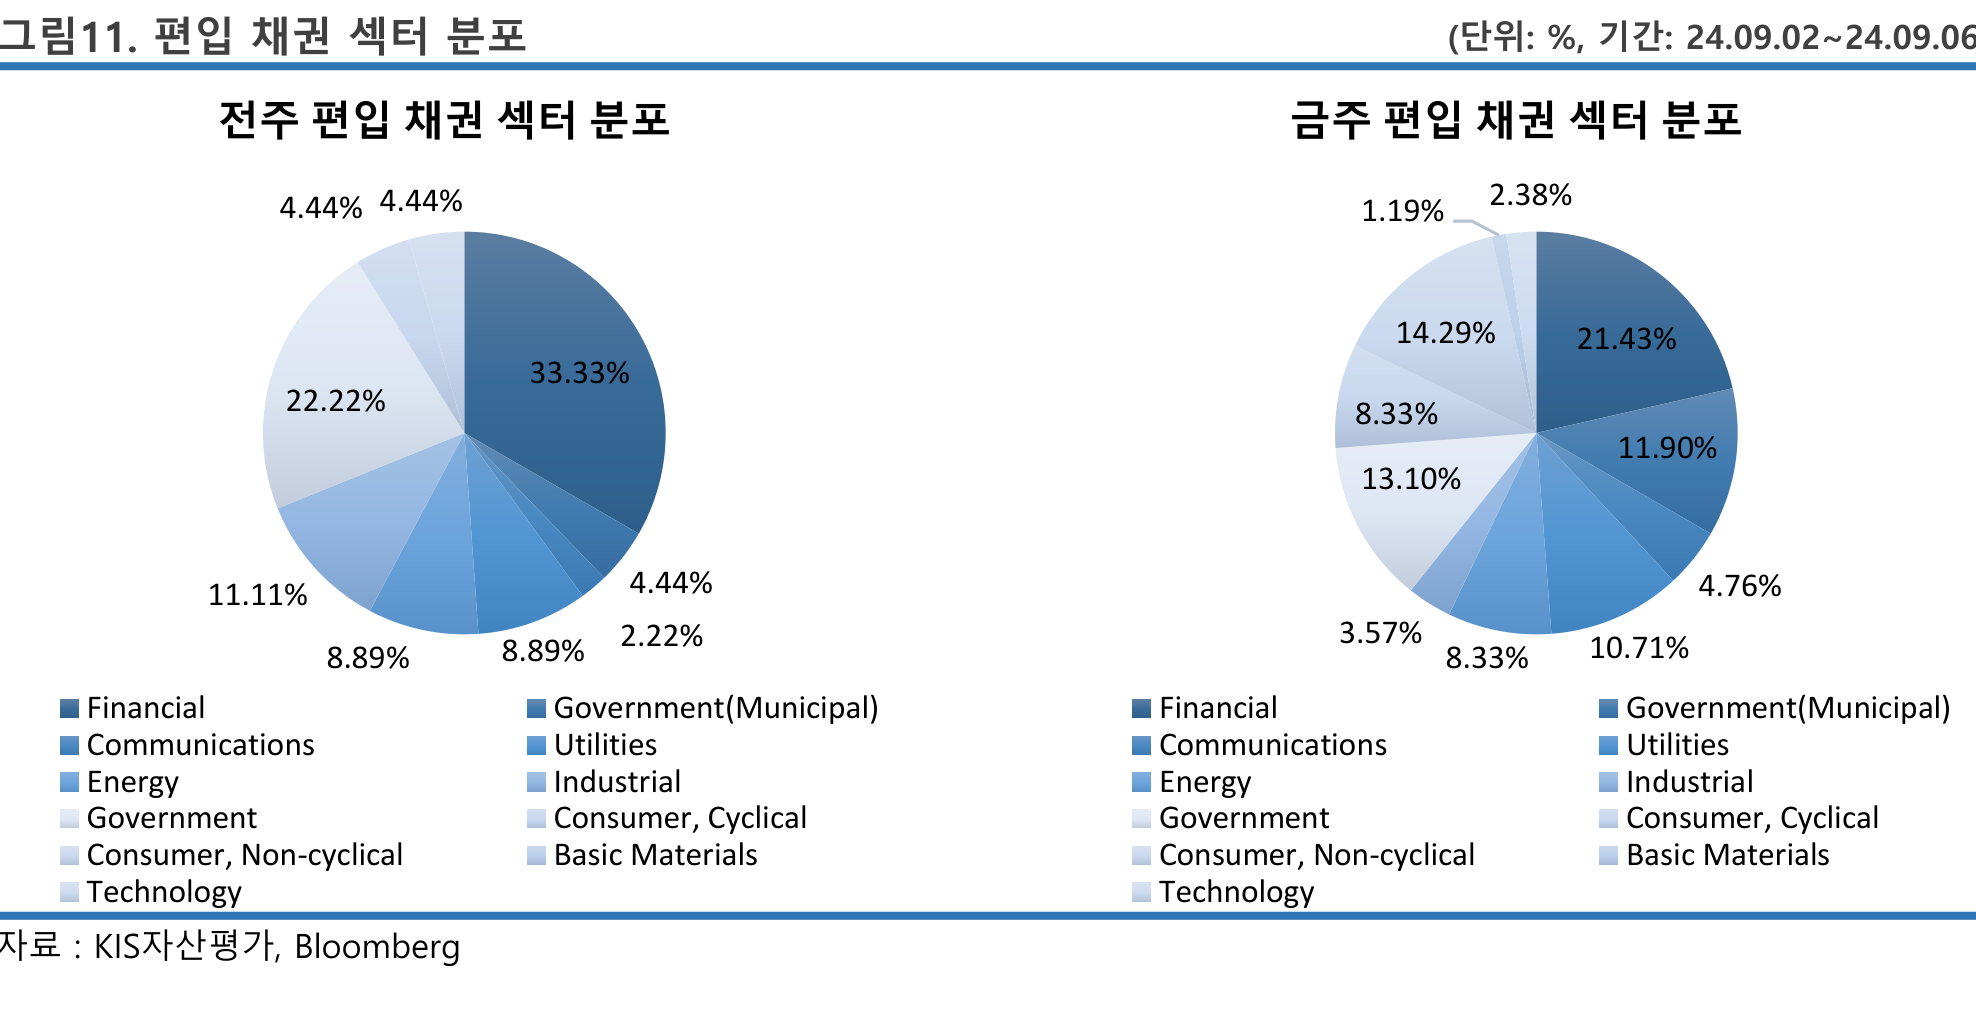 그림11. 편입 채권 섹터 분포
(단위: %, 기간: 24.09.02~24.09.06
전주 편입 채권 섹터 분포
4.44%
4.44%
33.33%
22.22%
4.44%
11.11%
2.22%
8.89%
8.89%
Financial
Government(Municipal)
Communications
Utilities
Energy
Industrial
Government
Consumer, Cyclical
Consumer, Non-cyclical
Basic Materials
Technology
금주 편입 채권 섹터 분포
2.38%
1.19%
14.29%
21.43%
8.33%
11.90%
13.10%
4.76%
3.57%
10.71%
8.33%
Financial
Government(Municipal)
Communications
Utilities
Energy
Industrial
Government
Consumer, Cyclical
Consumer, Non-cyclical
Basic Materials
Technology
자료 : KIS자산평가, Bloomberg